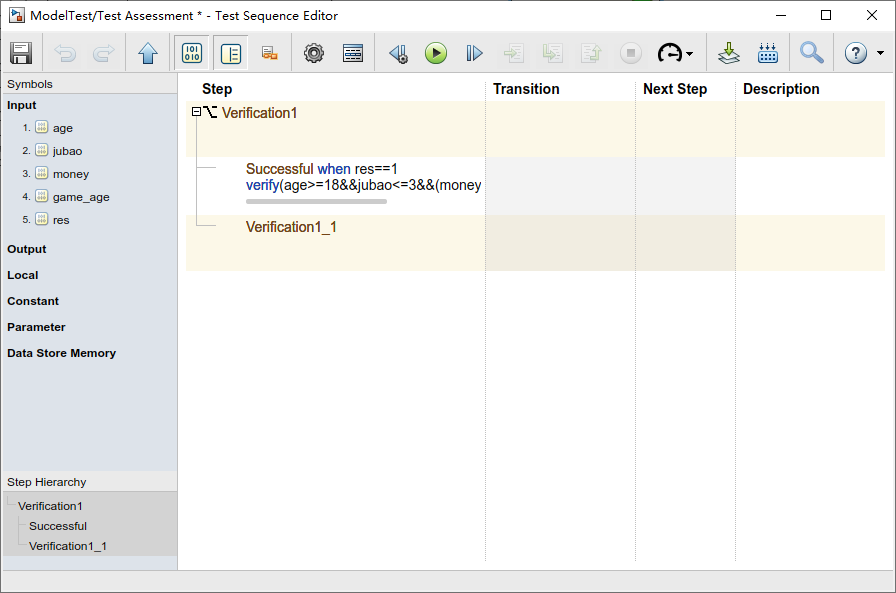 ModelTest/Test Assessment * - Test Sequence Editor
Symbols
Input
1. age
2. jubao
3. money
4. game_age
5. res
Output
Local
Constant
Parameter
Data Store Memory
Step Hierarchy
Verification1
Successful
Verification1_1
Step Transition Next Step Description
Verification1
Successful when res==1
verify(age>=18&&jubao<=3&&(money
Verification1_1